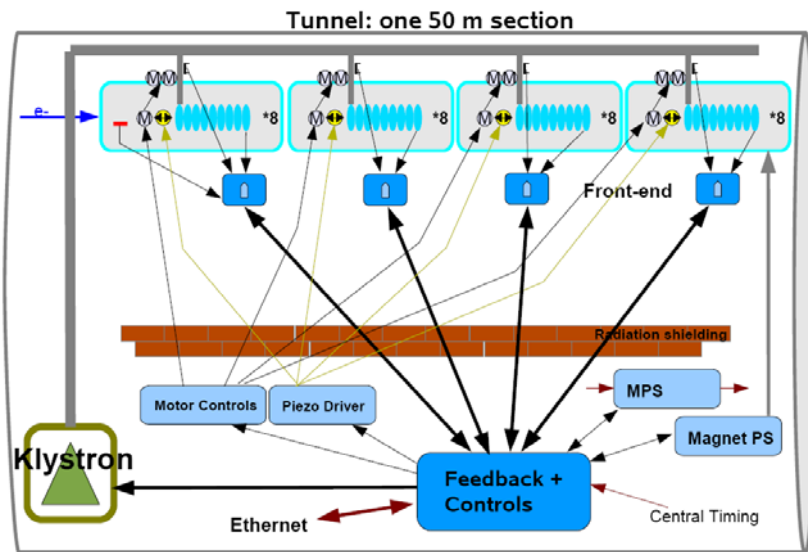 Tunnel: one 50 m section
M M
M M
M M
M M
e-
M
*8
M
*8
M
*8
M
*8
Front-end
Radiation shielding
Motor Controls
Piezo Driver
MPS
Magnet PS
Klystron
Feedback +
Controls
Ethernet
Central Timing